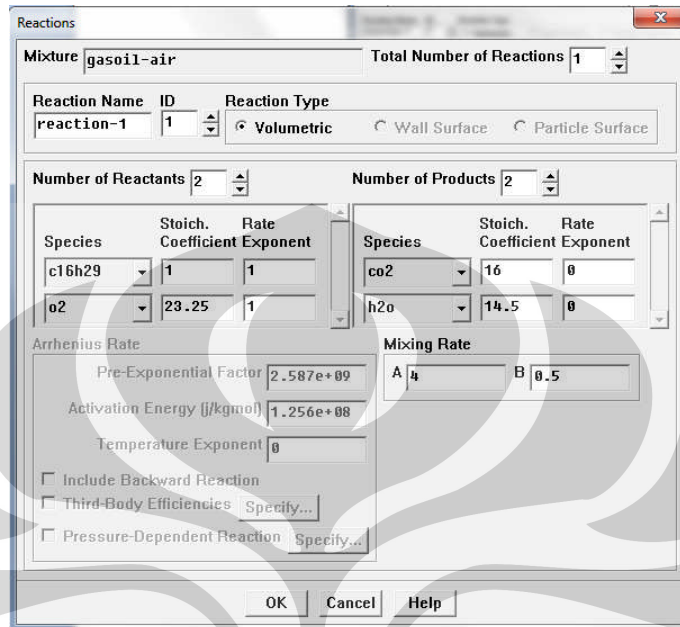 Reactions
Mixture gasoil-air Total Number of Reactions 1
Reaction Name ID Reaction Type
reaction-1 1 Volumetric Wall Surface Particle Surface
Number of Reactants 2 Number of Products 2
Stoich. Rate Stoich. Rate
Species Coefficient Exponent Species Coefficient Exponent
c16h29 1 1 co2 16 0
o2 23.25 1 h2o 14.5 0
Arrhenius Rate Mixing Rate
Pre-Exponential Factor 2.587e+09 A 4 B 0.5
Activation Energy (j/kgmol) 1.256e+08
Temperature Exponent 0
Include Backward Reaction
Third-Body Efficiencies Specify...
Pressure-Dependent Reaction Specify...
OK Cancel Help